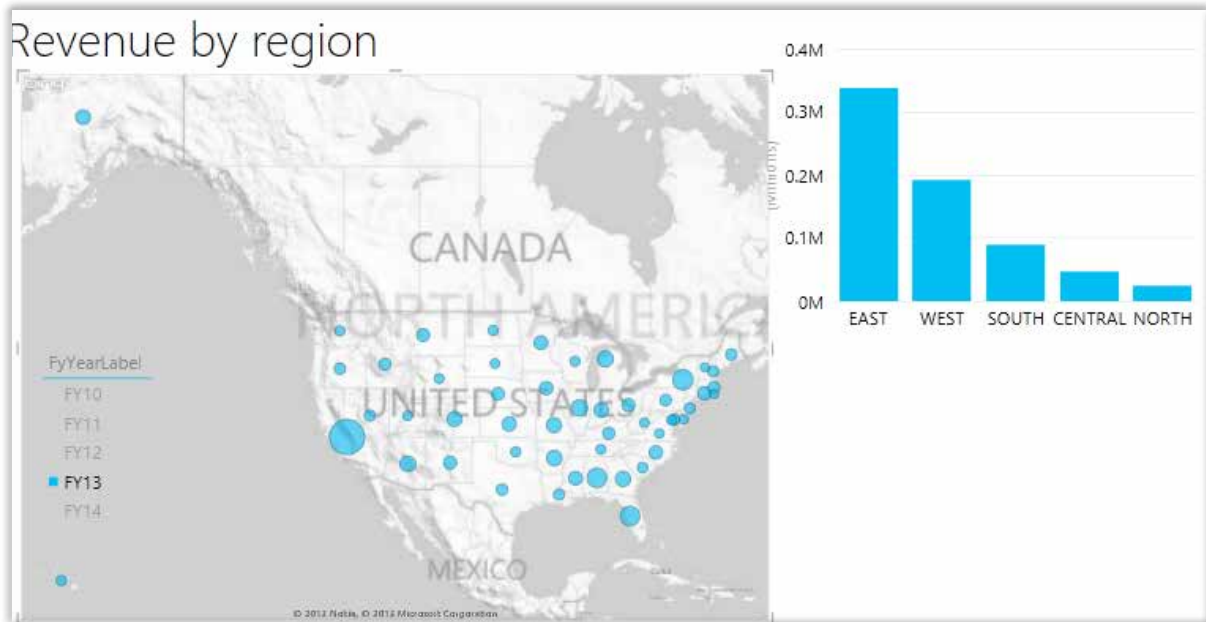 Revenue by region
CANADA
NORTH AMERICA
UNITED STATES
MEXICO
FyYearLabel
FY10
FY11
FY12
FY13
FY14
© 2013 Nokia, © 2013 Microsoft Corporation
0.4M
0.3M
0.2M
0.1M
0M
EAST WEST SOUTH CENTRAL NORTH